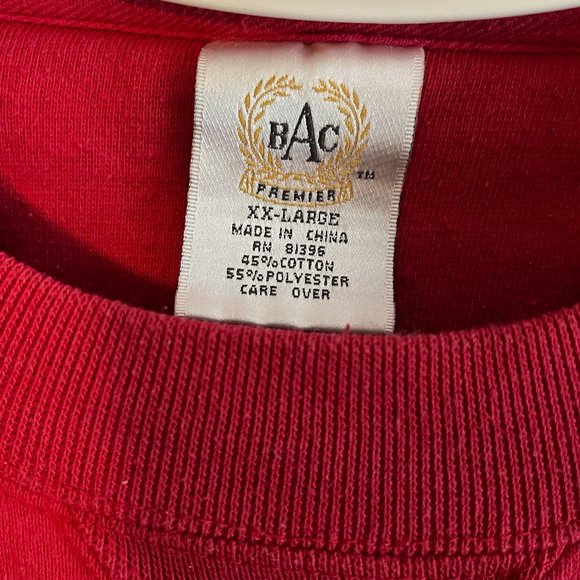 BAC
PREMIER
TM
XX-LARGE
MADE IN CHINA
RN 81396
45%COTTON
55%POLYESTER
CARE OVER